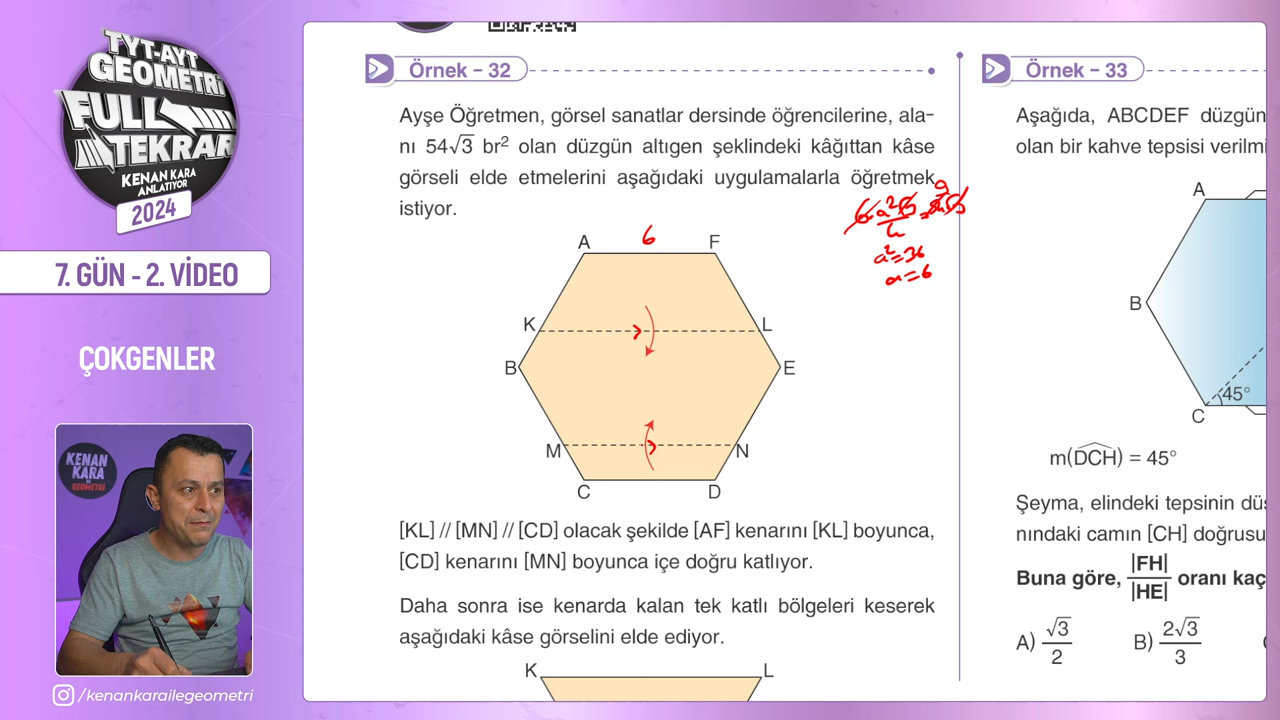 TYT-AYT
GEOMETRİ
FULL
TEKRAR
KENAN KARA
ANLATIYOR
2024
7. GÜN - 2. VİDEO
ÇOKGENLER
KENAN
KARA
GEOMETRİ
/kenankarailegeometri
Örnek – 32
Ayşe Öğretmen, görsel sanatlar dersinde öğrencilerine, ala-
nı 54√3 br² olan düzgün altıgen şeklindeki kâğıttan kâse
görseli elde etmelerini aşağıdaki uygulamalarla öğretmek
istiyor.
a²=36
a=6
6
A F
K L
B E
M N
C D
[KL] // [MN] // [CD] olacak şekilde [AF] kenarını [KL] boyunca,
[CD] kenarını [MN] boyunca içe doğru katlıyor.
Daha sonra ise kenarda kalan tek katlı bölgeleri keserek
aşağıdaki kâse görselini elde ediyor.
K L
Örnek – 33
Aşağıda, ABCDEF düzgün
olan bir kahve tepsisi verilmi
A
B
C
45°
m(DCH) = 45°
Şeyma, elindeki tepsinin düş
nındaki camın [CH] doğrusu
Buna göre, |FH|/|HE| oranı kaç
A) √3/2 B) 2√3/3